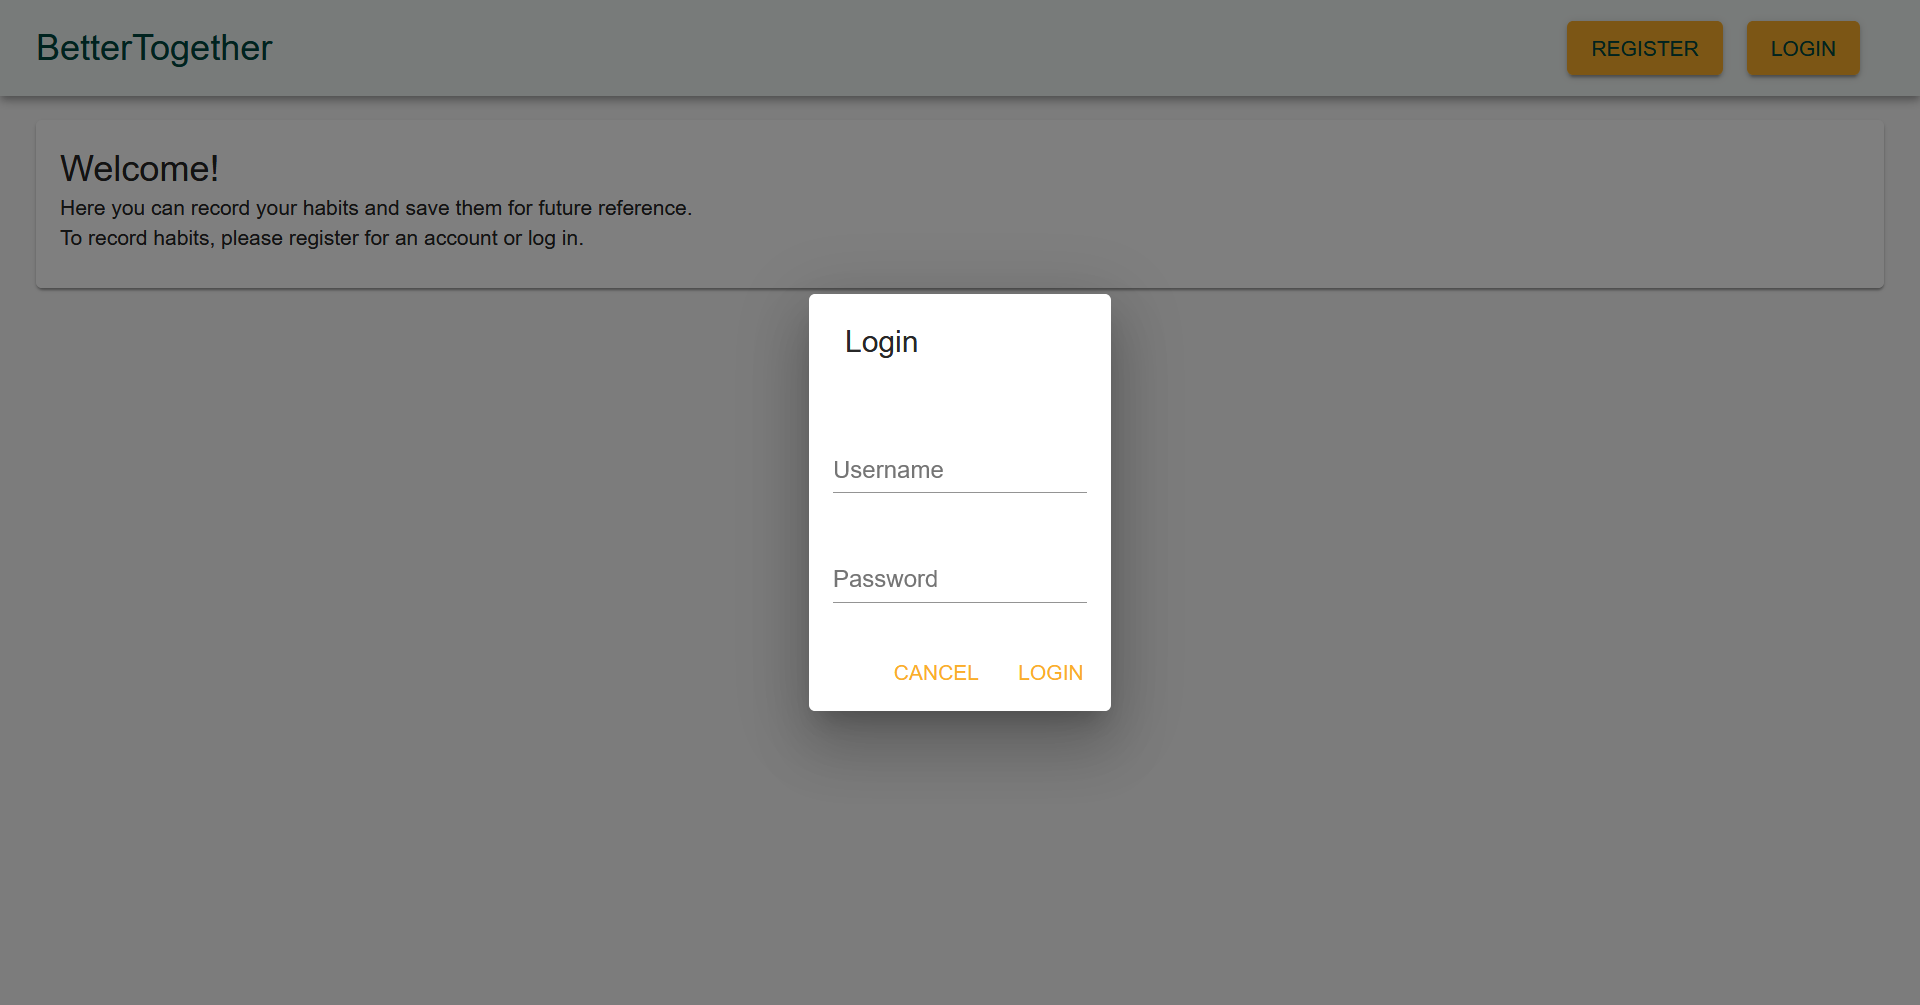 BetterTogether
REGISTER
LOGIN
Welcome!
Here you can record your habits and save them for future reference.
To record habits, please register for an account or log in.
Login
Username
Password
CANCEL
LOGIN